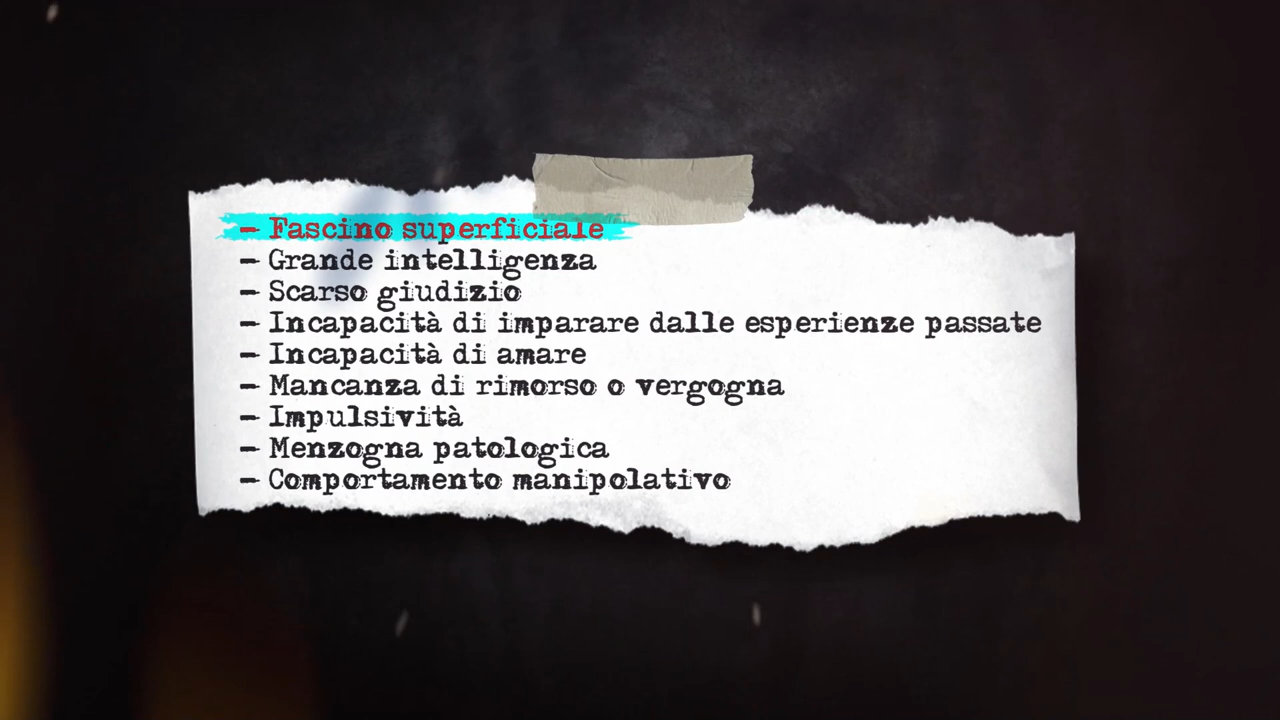 – Fascino superficiale
– Grande intelligenza
– Scarso giudizio
– Incapacità di imparare dalle esperienze passate
– Incapacità di amare
– Mancanza di rimorso o vergogna
– Impulsività
– Menzogna patologica
– Comportamento manipolativo